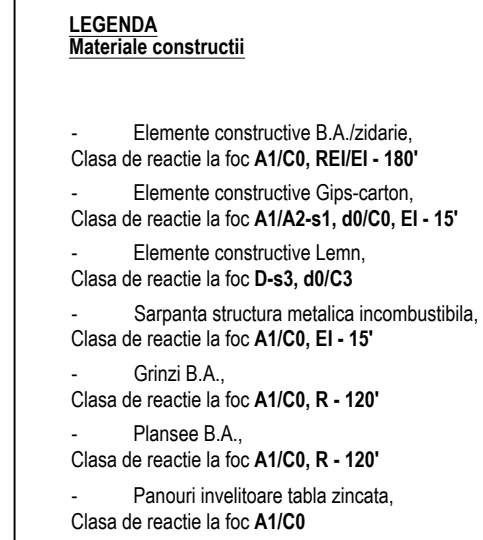 LEGENDA
Materiale constructii
- Elemente constructive B.A./zidarie,
Clasa de reactie la foc A1/C0, REI/EI - 180'
- Elemente constructive Gips-carton,
Clasa de reactie la foc A1/A2-s1, d0/C0, EI - 15'
- Elemente constructive Lemn,
Clasa de reactie la foc D-s3, d0/C3
- Sarpanta structura metalica incombustibila,
Clasa de reactie la foc A1/C0, EI - 15'
- Grinzi B.A.,
Clasa de reactie la foc A1/C0, R - 120'
- Plansee B.A.,
Clasa de reactie la foc A1/C0, R - 120'
- Panouri invelitoare tabla zincata,
Clasa de reactie la foc A1/C0